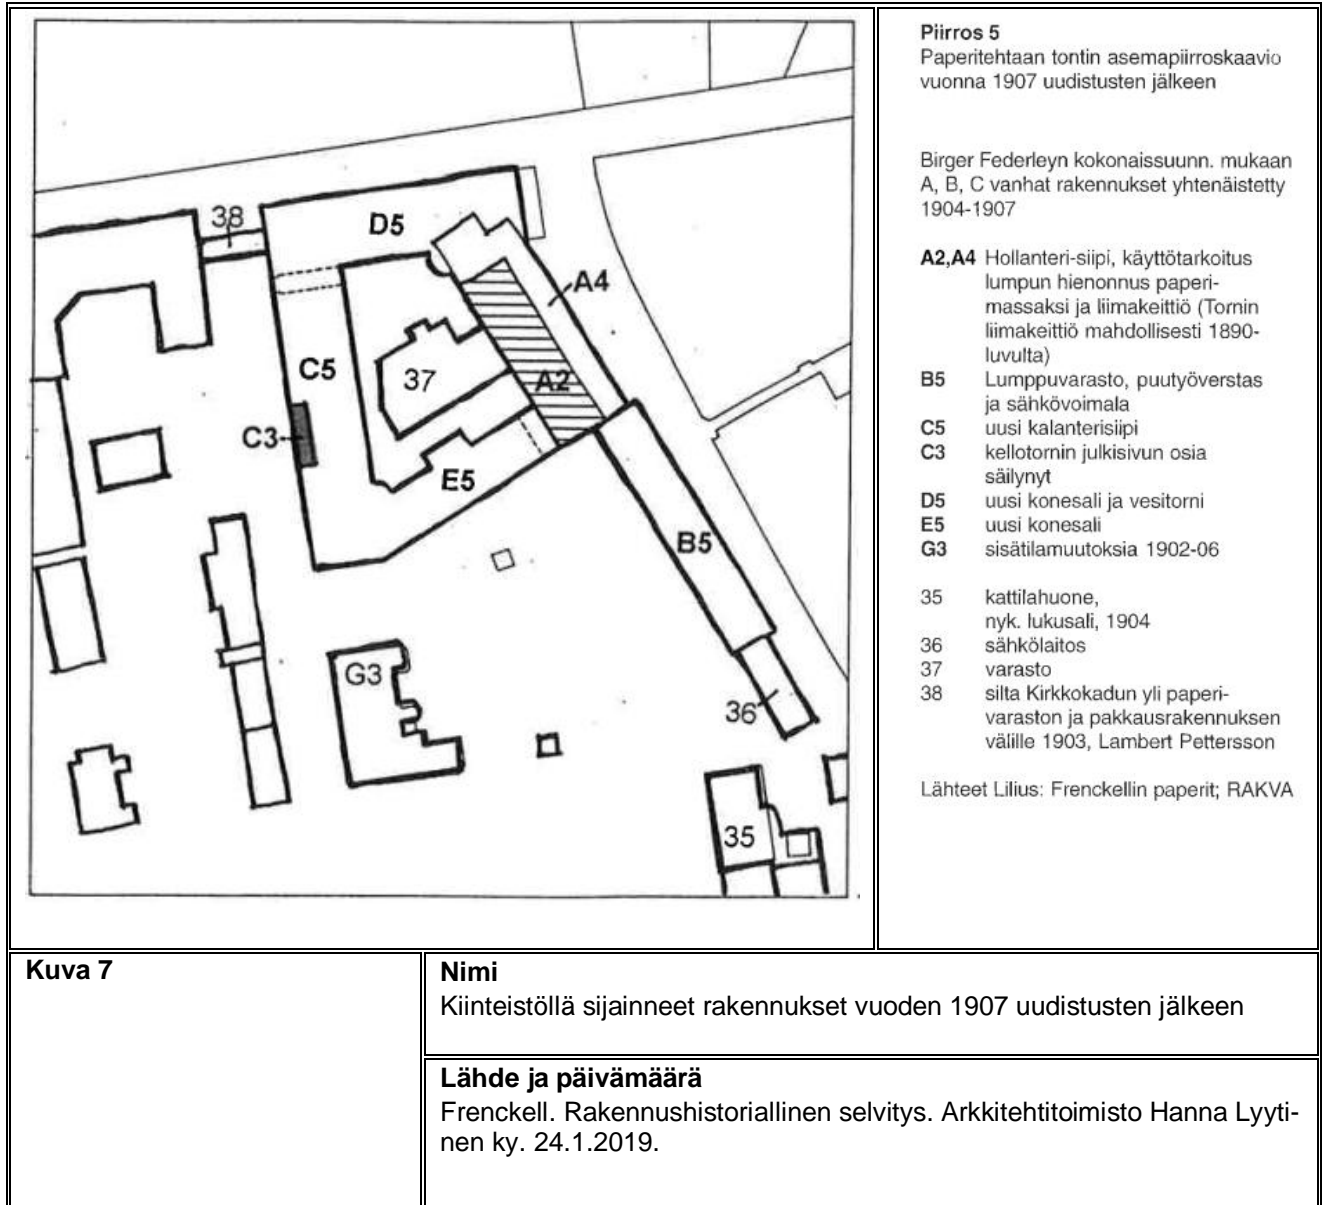 38
D5
A4
C5
37
A2
C3
E5
B5
G3
36
35
Piirros 5
Paperitehtaan tontin asemapiirroskaavio
vuonna 1907 uudistusten jälkeen
Birger Federleyn kokonaissuunn. mukaan
A, B, C vanhat rakennukset yhtenäistetty
1904-1907
A2,A4 Hollanteri-siipi, käyttötarkoitus
lumpun hienonnus paperi-
massaksi ja liimakeittiö (Tornin
liimakeittiö mahdollisesti 1890-
luvulta)
B5 Lumppuvarasto, puutyöverstas
ja sähkövoimala
C5 uusi kalanterisiipi
C3 kellotornin julkisivun osia
säilynyt
D5 uusi konesali ja vesitorni
E5 uusi konesali
G3 sisätilamuutoksia 1902-06
35 kattilahuone,
nyk. lukusali, 1904
36 sähkölaitos
37 varasto
38 silta Kirkkokadun yli paperi-
varaston ja pakkausrakennuksen
välille 1903, Lambert Pettersson
Lähteet Lilius: Frenckellin paperit; RAKVA
Kuva 7
Nimi
Kiinteistöllä sijainneet rakennukset vuoden 1907 uudistusten jälkeen
Lähde ja päivämäärä
Frenckell. Rakennushistoriallinen selvitys. Arkkitehtitoimisto Hanna Lyyti-
nen ky. 24.1.2019.